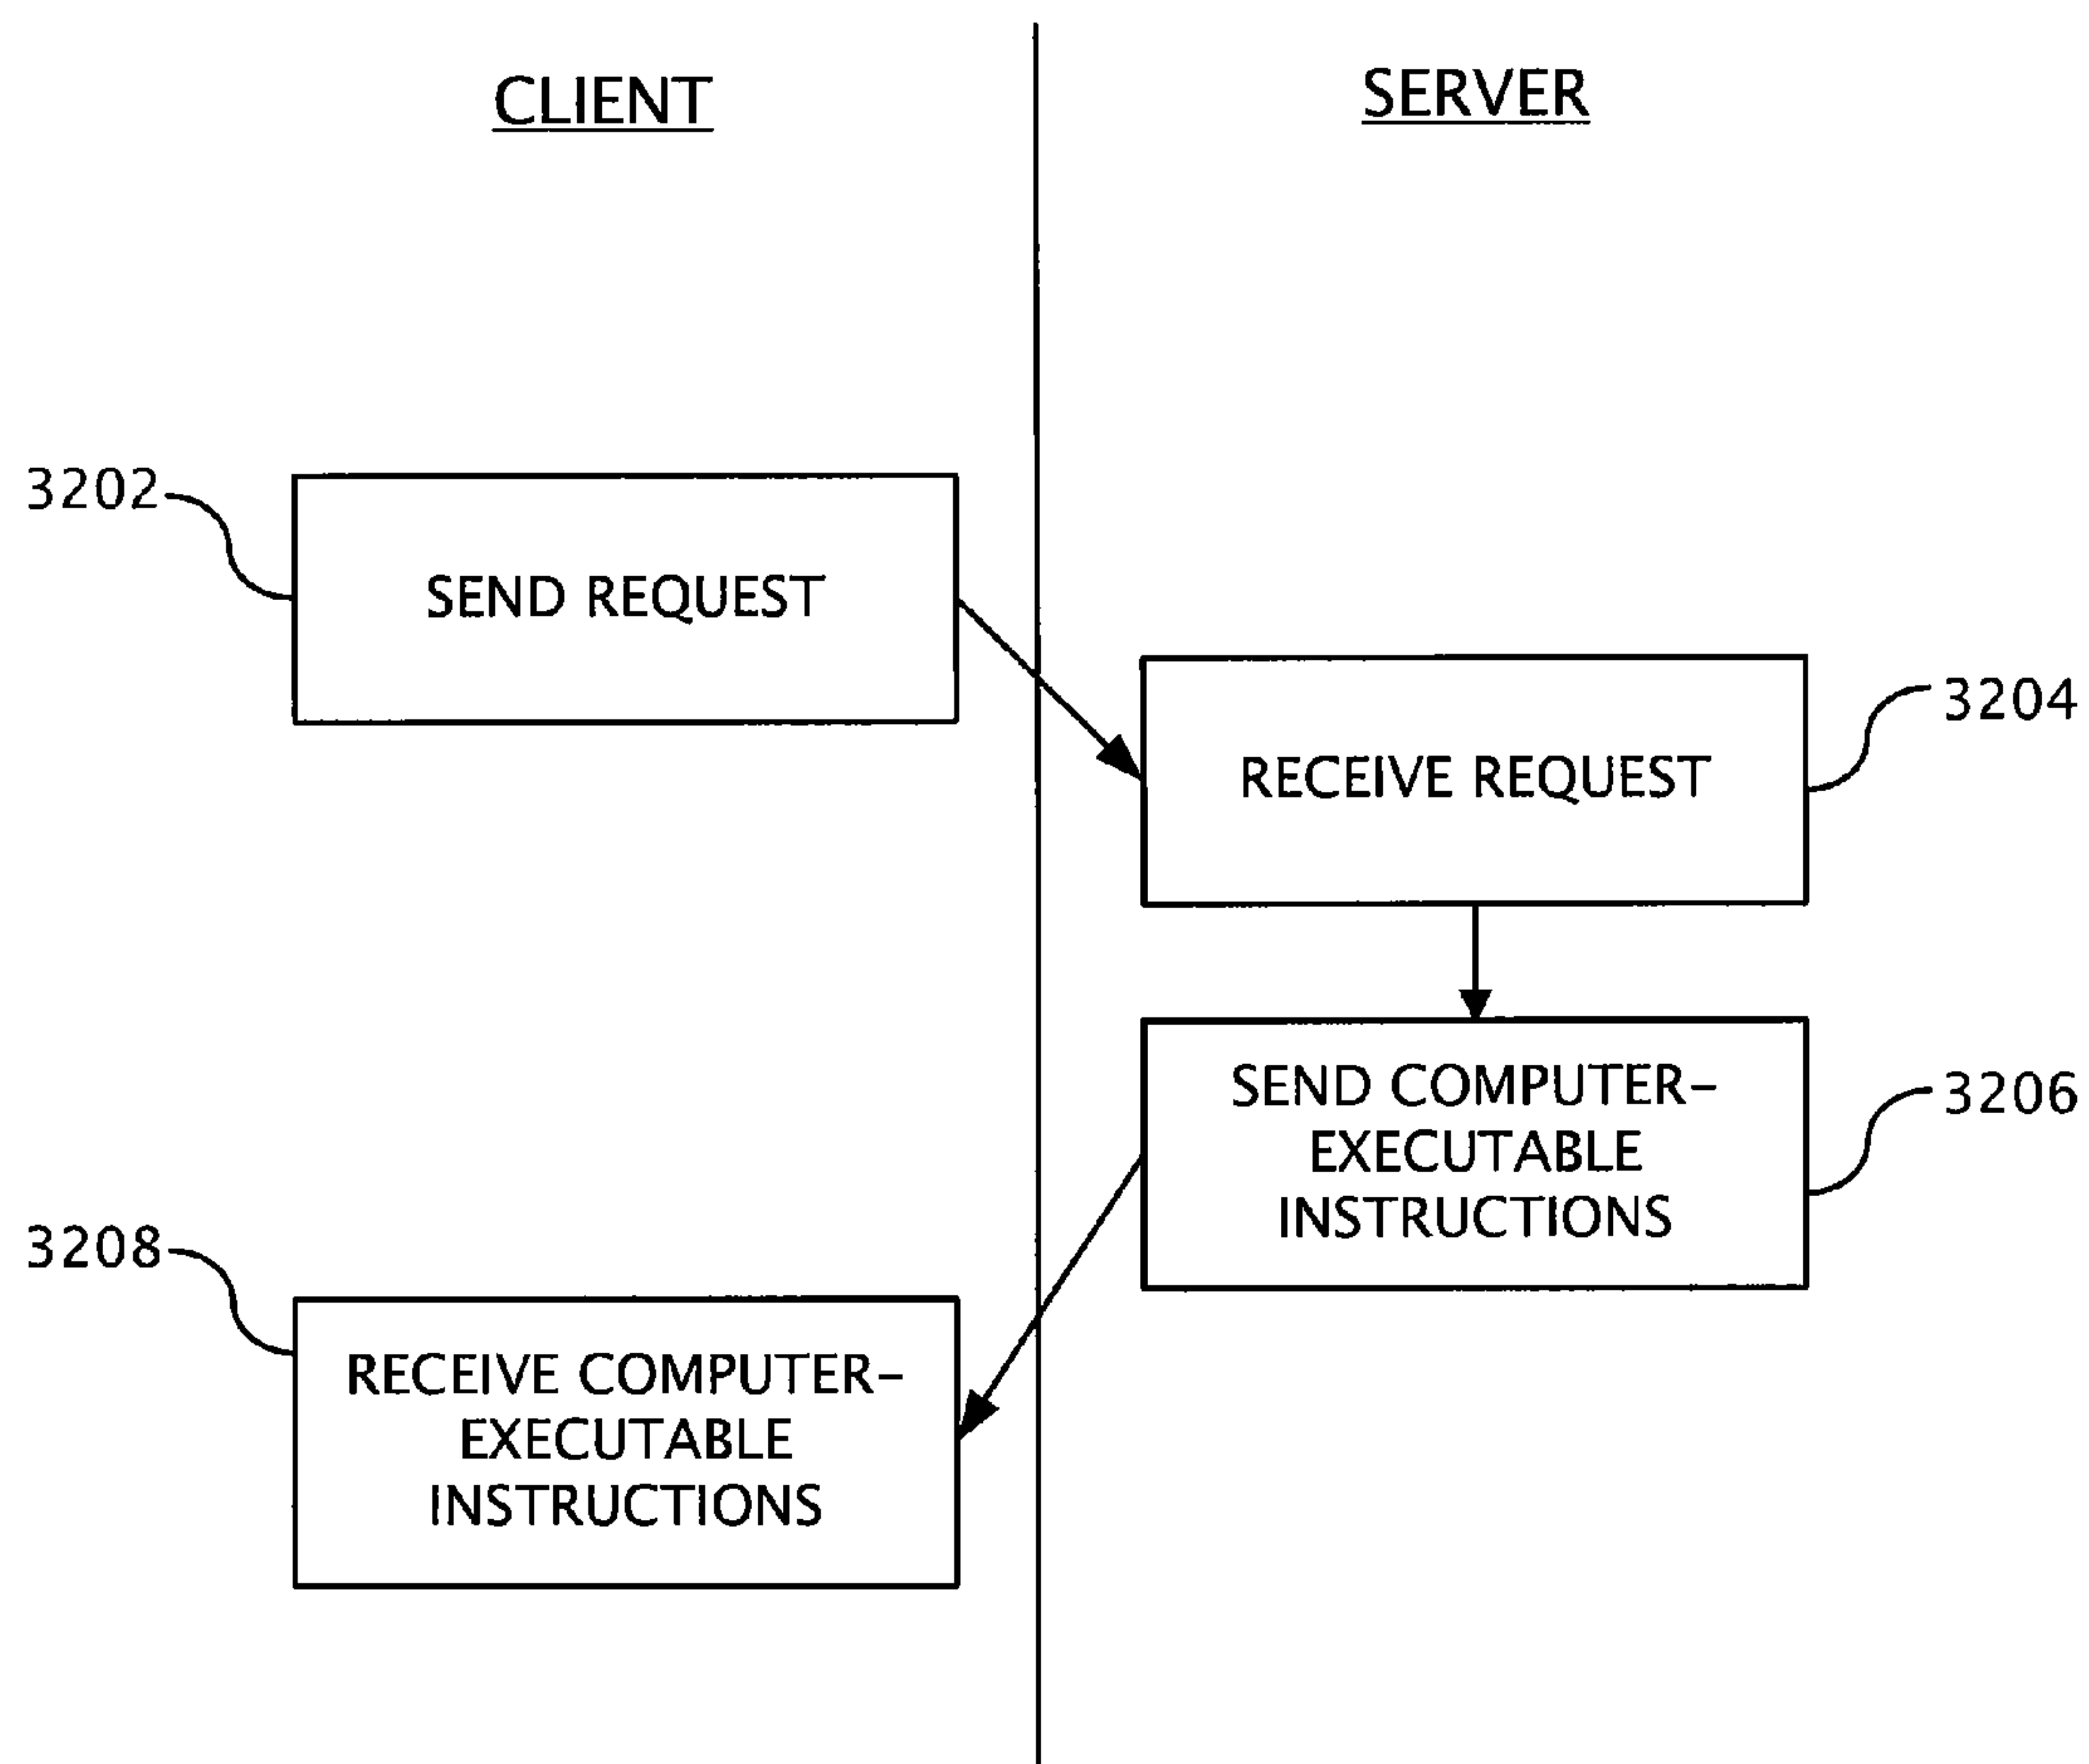 CLIENT
SERVER
3202
SEND REQUEST
3204
RECEIVE REQUEST
3206
SEND COMPUTER-
EXECUTABLE
INSTRUCTIONS
3208
RECEIVE COMPUTER-
EXECUTABLE
INSTRUCTIONS